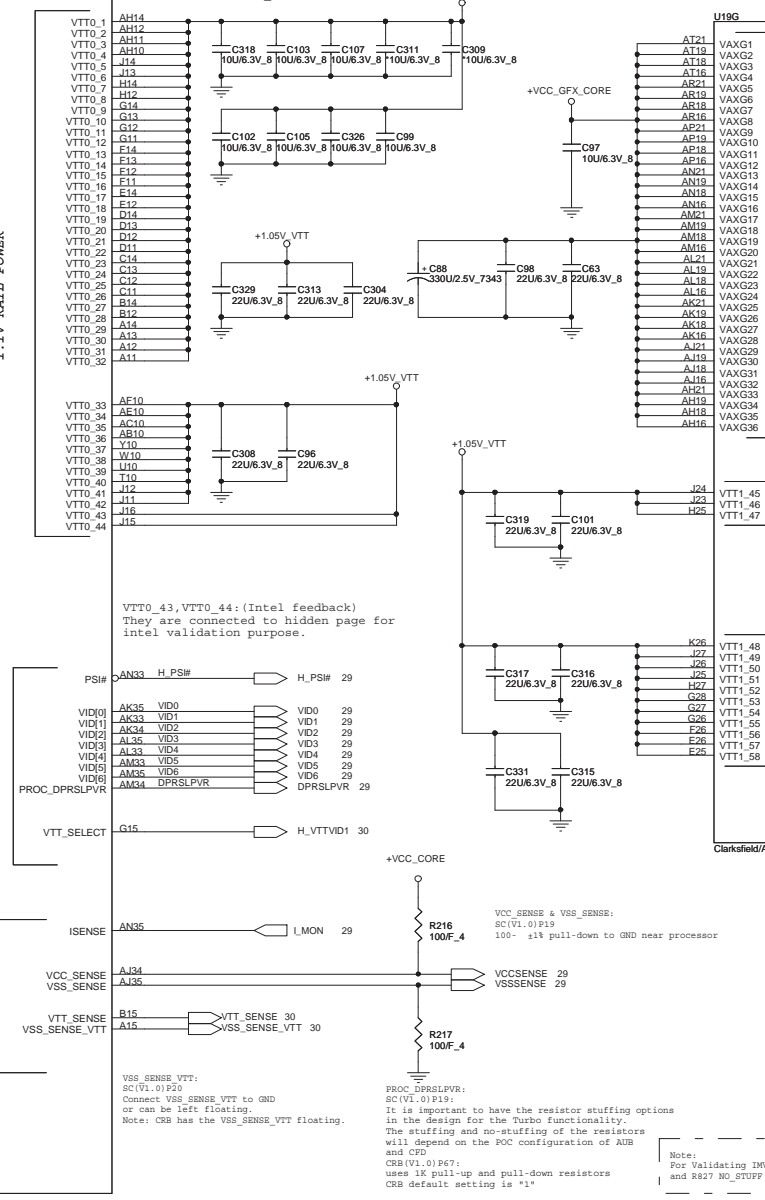 1.1V RAIL POWER
VTT0_1 AH14
VTT0_2 AH12
VTT0_3 AH11
VTT0_4 AH10
VTT0_5 J14
VTT0_6 J13
VTT0_7 H14
VTT0_8 H12
VTT0_9 G14
VTT0_10 G13
VTT0_11 G12
VTT0_12 G11
VTT0_13 F14
VTT0_14 F13
VTT0_15 F12
VTT0_16 F11
VTT0_17 E14
VTT0_18 E12
VTT0_19 D14
VTT0_20 D13
VTT0_21 D12
VTT0_22 D11
VTT0_23 C14
VTT0_24 C13
VTT0_25 C12
VTT0_26 C11
VTT0_27 B14
VTT0_28 B12
VTT0_29 A14
VTT0_30 A13
VTT0_31 A12
VTT0_32 A11
C318 10U/6.3V_8
C103 10U/6.3V_8
C107 10U/6.3V_8
C311 *10U/6.3V_8
C309 *10U/6.3V_8
C102 10U/6.3V_8
C105 10U/6.3V_8
C326 10U/6.3V_8
C99 10U/6.3V_8
+1.05V_VTT
C329 22U/6.3V_8
C313 22U/6.3V_8
C304 22U/6.3V_8
VTT0_33 AF10
VTT0_34 AE10
VTT0_35 AC10
VTT0_36 AB10
VTT0_37 Y10
VTT0_38 W10
VTT0_39 U10
VTT0_40 T10
VTT0_41 J12
VTT0_42 J11
VTT0_43 J16
VTT0_44 J15
+1.05V_VTT
C308 22U/6.3V_8
C96 22U/6.3V_8
VTT0_43,VTT0_44:(Intel feedback)
They are connected to hidden page for
intel validation purpose.
PSI# AN33 H_PSI# H_PSI# 29
VID[0] AK35 VID0 VID0 29
VID[1] AK33 VID1 VID1 29
VID[2] AK34 VID2 VID2 29
VID[3] AL35 VID3 VID3 29
VID[4] AL33 VID4 VID4 29
VID[5] AM33 VID5 VID5 29
VID[6] AM35 VID6 VID6 29
PROC_DPRSLPVR AM34 DPRSLPVR DPRSLPVR 29
VTT_SELECT G15 H_VTTVID1 30
ISENSE AN35 I_MON 29
VCC_SENSE AJ34 VCCSENSE 29
VSS_SENSE AJ35 VSSSENSE 29
VTT_SENSE B15 VTT_SENSE 30
VSS_SENSE_VTT A15 VSS_SENSE_VTT 30
+VCC_CORE
R216 100/F_4
R217 100/F_4
VCC_SENSE & VSS_SENSE:
SC(V1.0)P19
100- ±1% pull-down to GND near processor
VSS_SENSE_VTT:
SC(V1.0)P20
Connect VSS_SENSE_VTT to GND
or can be left floating.
Note: CRB has the VSS_SENSE_VTT floating.
PROC_DPRSLPVR:
SC(V1.0)P19:
It is important to have the resistor stuffing options
in the design for the Turbo functionality.
The stuffing and no-stuffing of the resistors
will depend on the POC configuration of AUB
and CFD
CRB(V1.0)P67:
uses 1K pull-up and pull-down resistors
CRB default setting is "1"
U19G
AT21 VAXG1
AT19 VAXG2
AT18 VAXG3
AT16 VAXG4
AR21 VAXG5
AR19 VAXG6
AR18 VAXG7
AR16 VAXG8
AP21 VAXG9
AP19 VAXG10
AP18 VAXG11
AP16 VAXG12
AN21 VAXG13
AN19 VAXG14
AN18 VAXG15
AN16 VAXG16
AM21 VAXG17
AM19 VAXG18
AM18 VAXG19
AM16 VAXG20
AL21 VAXG21
AL19 VAXG22
AL18 VAXG23
AL16 VAXG24
AK21 VAXG25
AK19 VAXG26
AK18 VAXG27
AK16 VAXG28
AJ21 VAXG29
AJ19 VAXG30
AJ18 VAXG31
AJ16 VAXG32
AH21 VAXG33
AH19 VAXG34
AH18 VAXG35
AH16 VAXG36
+VCC_GFX_CORE
C97 10U/6.3V_8
+ C88 330U/2.5V_7343
C98 22U/6.3V_8
C63 22U/6.3V_8
+1.05V_VTT
J24 VTT1_45
J23 VTT1_46
H25 VTT1_47
C319 22U/6.3V_8
C101 22U/6.3V_8
K26 VTT1_48
J27 VTT1_49
J26 VTT1_50
J25 VTT1_51
H27 VTT1_52
G28 VTT1_53
G27 VTT1_54
G26 VTT1_55
F26 VTT1_56
E26 VTT1_57
E25 VTT1_58
C317 22U/6.3V_8
C316 22U/6.3V_8
C331 22U/6.3V_8
C315 22U/6.3V_8
Clarksfield/A
Note:
For Validating IMV
and R827 NO_STUFF